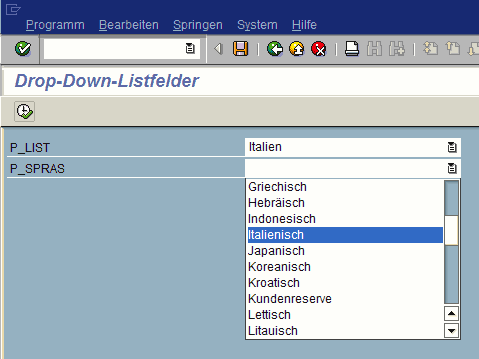 Programm Bearbeiten Springen System Hilfe
Drop-Down-Listfelder
P_LIST Italien
P_SPRAS
Griechisch
Hebräisch
Indonesisch
Italienisch
Japanisch
Koreanisch
Kroatisch
Kundenreserve
Lettisch
Litauisch